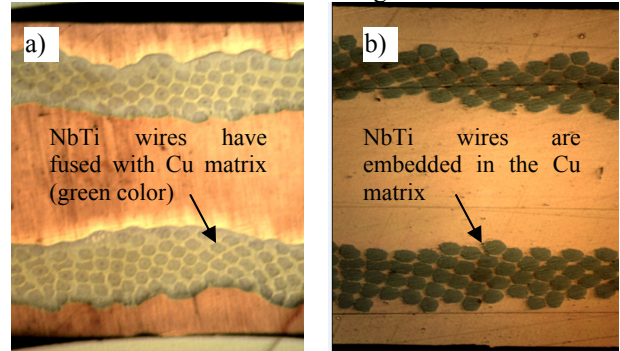 a)
NbTi wires have
fused with Cu matrix
(green color)
b)
NbTi wires are
embedded in the Cu
matrix